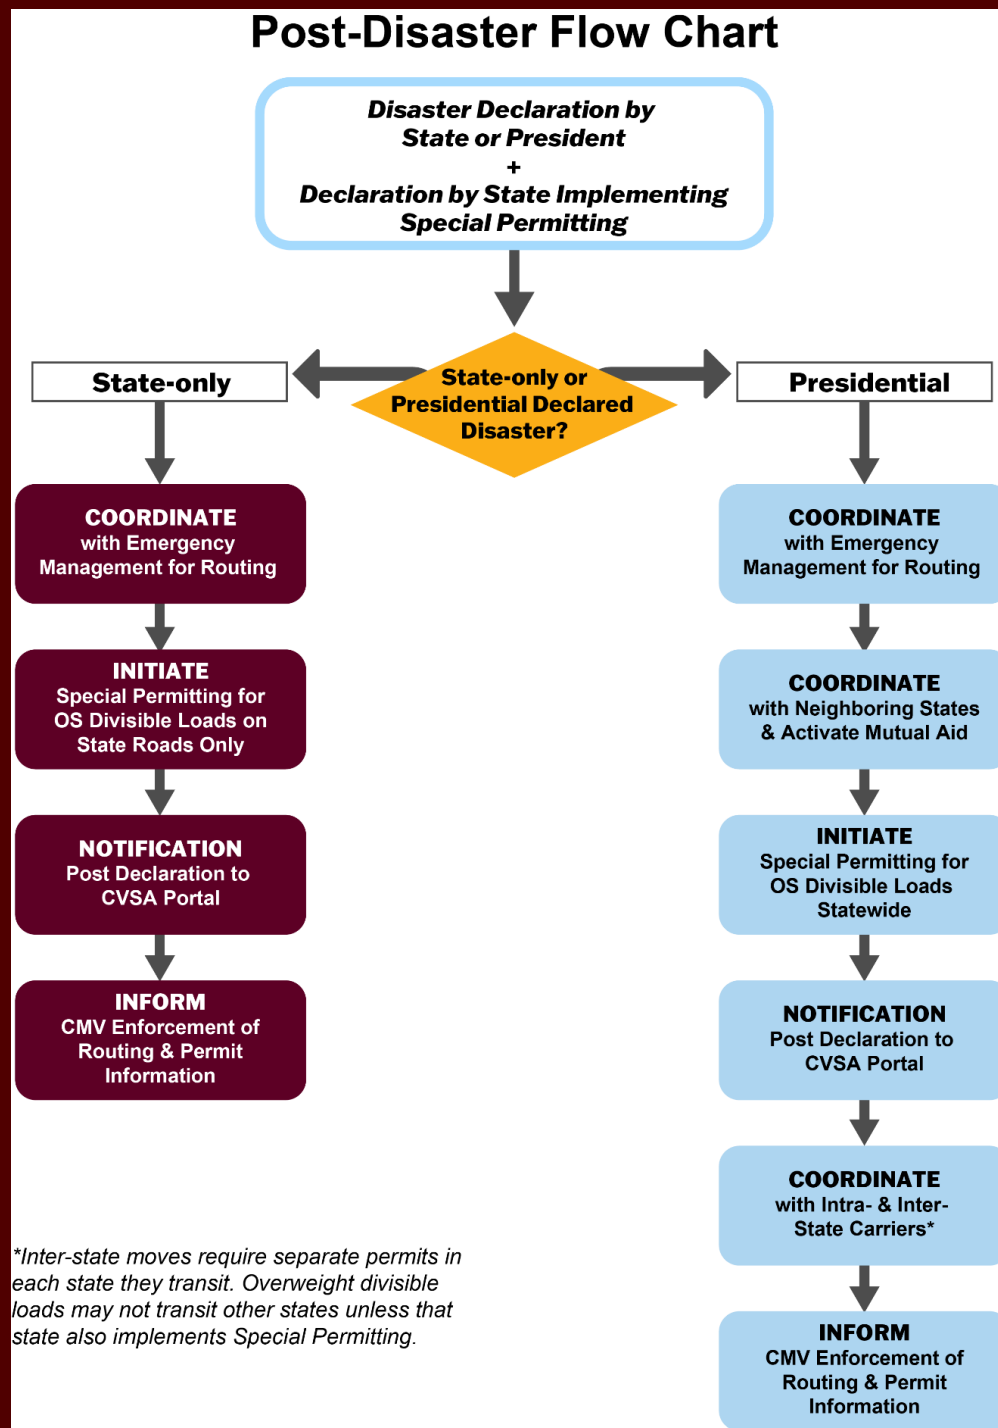 Post-Disaster Flow Chart
Disaster Declaration by
State or President
+
Declaration by State Implementing
Special Permitting
State-only or
Presidential Declared
Disaster?
State-only
COORDINATE
with Emergency
Management for Routing
INITIATE
Special Permitting for
OS Divisible Loads on
State Roads Only
NOTIFICATION
Post Declaration to
CVSA Portal
INFORM
CMV Enforcement of
Routing & Permit
Information
Presidential
COORDINATE
with Emergency
Management for Routing
COORDINATE
with Neighboring States
& Activate Mutual Aid
INITIATE
Special Permitting for
OS Divisible Loads
Statewide
NOTIFICATION
Post Declaration to
CVSA Portal
COORDINATE
with Intra- & Inter-
State Carriers*
INFORM
CMV Enforcement of
Routing & Permit
Information
*Inter-state moves require separate permits in
each state they transit. Overweight divisible
loads may not transit other states unless that
state also implements Special Permitting.